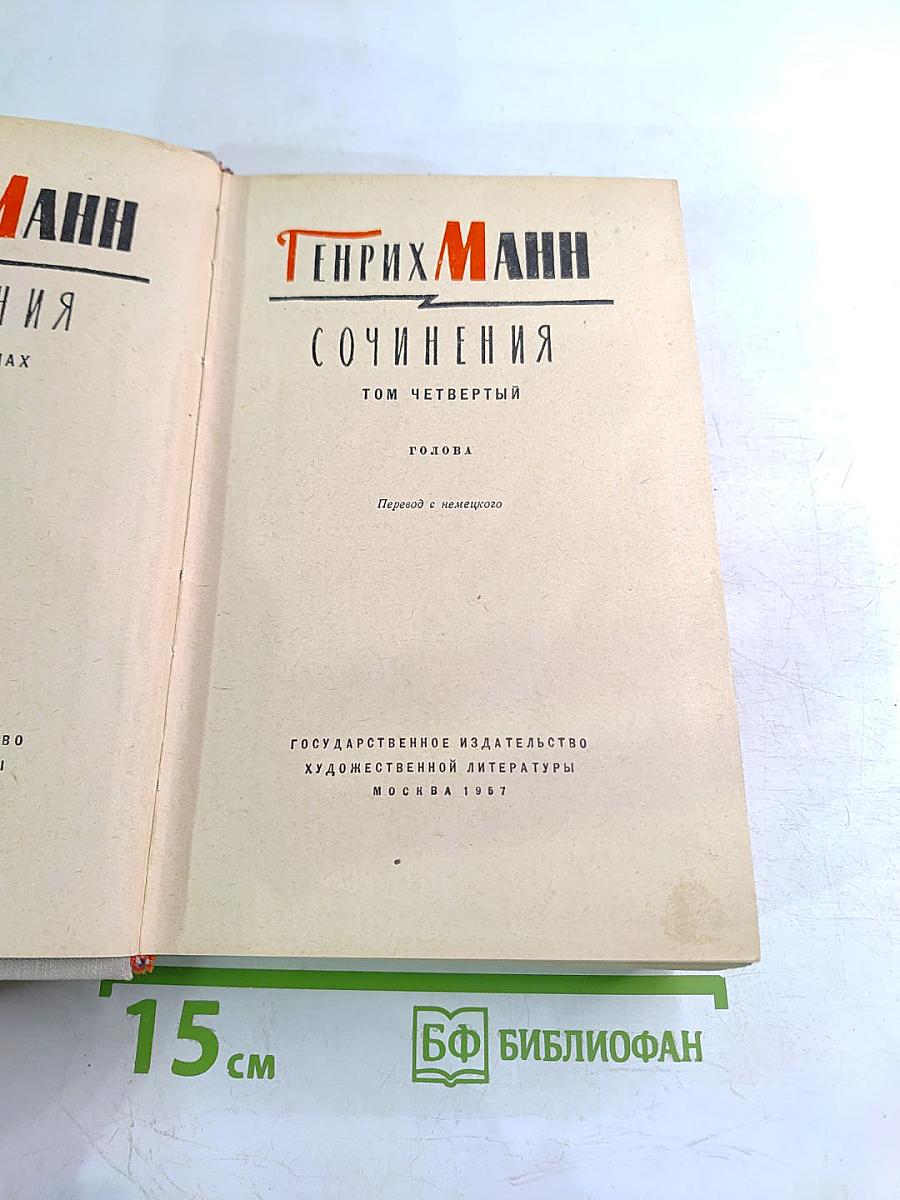 МАНН
НИЯ
МАХ
ВО
Ы
ГЕНРИХ МАНН
СОЧИНЕНИЯ
ТОМ ЧЕТВЕРТЫЙ
ГОЛОВА
Перевод с немецкого
ГОСУДАРСТВЕННОЕ ИЗДАТЕЛЬСТВО
ХУДОЖЕСТВЕННОЙ ЛИТЕРАТУРЫ
МОСКВА 1957
15 см
БФ БИБЛИОФАН